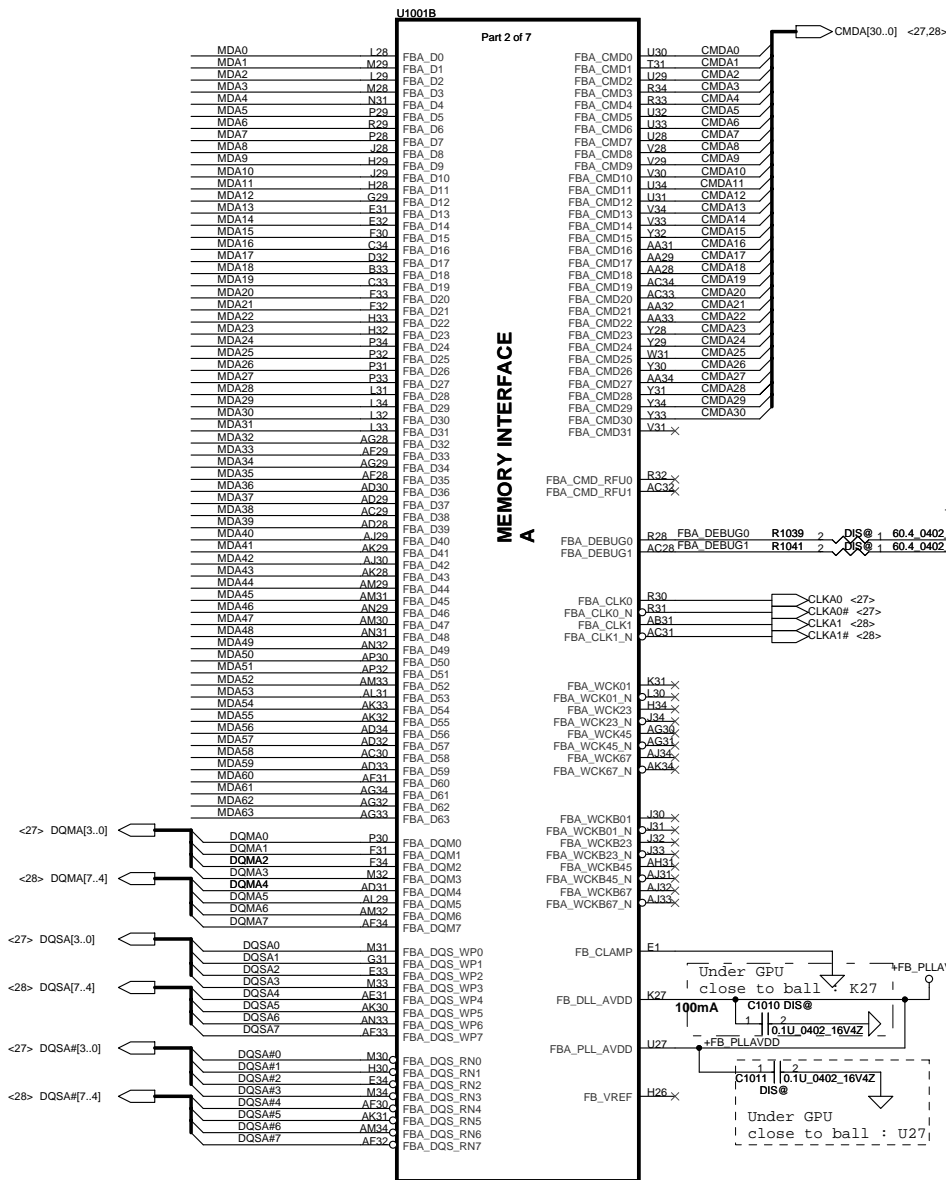 U1001B
Part 2 of 7
MEMORY INTERFACE
A
MDA0 L28 FBA_D0
MDA1 M29 FBA_D1
MDA2 L29 FBA_D2
MDA3 M28 FBA_D3
MDA4 N31 FBA_D4
MDA5 P29 FBA_D5
MDA6 R29 FBA_D6
MDA7 P28 FBA_D7
MDA8 J28 FBA_D8
MDA9 H29 FBA_D9
MDA10 J29 FBA_D10
MDA11 H28 FBA_D11
MDA12 G29 FBA_D12
MDA13 E31 FBA_D13
MDA14 E32 FBA_D14
MDA15 F30 FBA_D15
MDA16 C34 FBA_D16
MDA17 D32 FBA_D17
MDA18 B33 FBA_D18
MDA19 C33 FBA_D19
MDA20 F33 FBA_D20
MDA21 F32 FBA_D21
MDA22 H33 FBA_D22
MDA23 H32 FBA_D23
MDA24 P34 FBA_D24
MDA25 P32 FBA_D25
MDA26 P31 FBA_D26
MDA27 P33 FBA_D27
MDA28 L31 FBA_D28
MDA29 L34 FBA_D29
MDA30 L32 FBA_D30
MDA31 L33 FBA_D31
MDA32 AG28 FBA_D32
MDA33 AF29 FBA_D33
MDA34 AG29 FBA_D34
MDA35 AF28 FBA_D35
MDA36 AD30 FBA_D36
MDA37 AD29 FBA_D37
MDA38 AC29 FBA_D38
MDA39 AD28 FBA_D39
MDA40 AJ29 FBA_D40
MDA41 AK29 FBA_D41
MDA42 AJ30 FBA_D42
MDA43 AK28 FBA_D43
MDA44 AM29 FBA_D44
MDA45 AM31 FBA_D45
MDA46 AN29 FBA_D46
MDA47 AM30 FBA_D47
MDA48 AN31 FBA_D48
MDA49 AN32 FBA_D49
MDA50 AP30 FBA_D50
MDA51 AP32 FBA_D51
MDA52 AM33 FBA_D52
MDA53 AL31 FBA_D53
MDA54 AK33 FBA_D54
MDA55 AK32 FBA_D55
MDA56 AD34 FBA_D56
MDA57 AD32 FBA_D57
MDA58 AC30 FBA_D58
MDA59 AD33 FBA_D59
MDA60 AF31 FBA_D60
MDA61 AG34 FBA_D61
MDA62 AG32 FBA_D62
MDA63 AG33 FBA_D63
<27> DQMA[3..0]
DQMA0 P30 FBA_DQM0
DQMA1 F31 FBA_DQM1
DQMA2 F34 FBA_DQM2
DQMA3 M32 FBA_DQM3
<28> DQMA[7..4]
DQMA4 AD31 FBA_DQM4
DQMA5 AL29 FBA_DQM5
DQMA6 AM32 FBA_DQM6
DQMA7 AF34 FBA_DQM7
<27> DQSA[3..0]
DQSA0 M31 FBA_DQS_WP0
DQSA1 G31 FBA_DQS_WP1
DQSA2 E33 FBA_DQS_WP2
DQSA3 M33 FBA_DQS_WP3
<28> DQSA[7..4]
DQSA4 AE31 FBA_DQS_WP4
DQSA5 AK30 FBA_DQS_WP5
DQSA6 AN33 FBA_DQS_WP6
DQSA7 AF33 FBA_DQS_WP7
<27> DQSA#[3..0]
DQSA#0 M30 FBA_DQS_RN0
DQSA#1 H30 FBA_DQS_RN1
DQSA#2 E34 FBA_DQS_RN2
DQSA#3 M34 FBA_DQS_RN3
<28> DQSA#[7..4]
DQSA#4 AF30 FBA_DQS_RN4
DQSA#5 AK31 FBA_DQS_RN5
DQSA#6 AM34 FBA_DQS_RN6
DQSA#7 AF32 FBA_DQS_RN7
CMDA[30..0] <27,28>
FBA_CMD0 U30 CMDA0
FBA_CMD1 T31 CMDA1
FBA_CMD2 U29 CMDA2
FBA_CMD3 R34 CMDA3
FBA_CMD4 R33 CMDA4
FBA_CMD5 U32 CMDA5
FBA_CMD6 U33 CMDA6
FBA_CMD7 U28 CMDA7
FBA_CMD8 V28 CMDA8
FBA_CMD9 V29 CMDA9
FBA_CMD10 V30 CMDA10
FBA_CMD11 U34 CMDA11
FBA_CMD12 U31 CMDA12
FBA_CMD13 V34 CMDA13
FBA_CMD14 V33 CMDA14
FBA_CMD15 Y32 CMDA15
FBA_CMD16 AA31 CMDA16
FBA_CMD17 AA29 CMDA17
FBA_CMD18 AA28 CMDA18
FBA_CMD19 AC34 CMDA19
FBA_CMD20 AC33 CMDA20
FBA_CMD21 AA32 CMDA21
FBA_CMD22 AA33 CMDA22
FBA_CMD23 Y28 CMDA23
FBA_CMD24 Y29 CMDA24
FBA_CMD25 W31 CMDA25
FBA_CMD26 Y30 CMDA26
FBA_CMD27 AA34 CMDA27
FBA_CMD28 Y31 CMDA28
FBA_CMD29 Y34 CMDA29
FBA_CMD30 Y33 CMDA30
FBA_CMD31 V31
FBA_CMD_RFU0 R32
FBA_CMD_RFU1 AC32
FBA_DEBUG0 R28 FBA_DEBUG0 R1039 2 DIS@ 1 60.4_0402_
FBA_DEBUG1 AC28 FBA_DEBUG1 R1041 2 DIS@ 1 60.4_0402_
FBA_CLK0 R30 CLKA0 <27>
FBA_CLK0_N R31 CLKA0# <27>
FBA_CLK1 AB31 CLKA1 <28>
FBA_CLK1_N AC31 CLKA1# <28>
FBA_WCK01 K31
FBA_WCK01_N L30
FBA_WCK23 H34
FBA_WCK23_N J34
FBA_WCK45 AG30
FBA_WCK45_N AG31
FBA_WCK67 AJ34
FBA_WCK67_N AK34
FBA_WCKB01 J30
FBA_WCKB01_N J31
FBA_WCKB23 J32
FBA_WCKB23_N J33
FBA_WCKB45 AH31
FBA_WCKB45_N AJ31
FBA_WCKB67 AJ32
FBA_WCKB67_N AJ33
FB_CLAMP E1
Under GPU
close to ball : K27
+FB_PLLAV
FB_DLL_AVDD K27
100mA
C1010 DIS@
1 2 0.1U_0402_16V4Z
FBA_PLL_AVDD U27 +FB_PLLAVDD
1 2
C1011 0.1U_0402_16V4Z
DIS@
FB_VREF H26
Under GPU
close to ball : U27